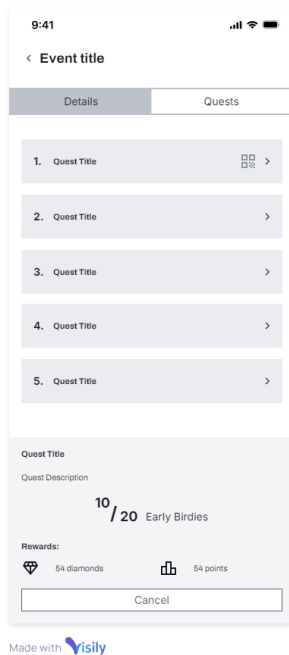 9:41
Event title
Details Quests
1. Quest Title
2. Quest Title
3. Quest Title
4. Quest Title
5. Quest Title
Quest Title
Quest Description
10/20 Early Birdies
Rewards:
54 diamonds 54 points
Cancel
Made with Visily